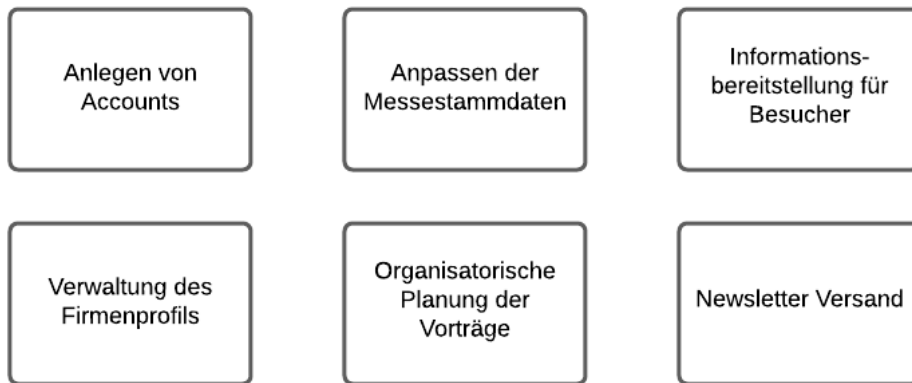 Anlegen von
Accounts
Anpassen der
Messestammdaten
Informations-
bereitstellung für
Besucher
Verwaltung des
Firmenprofils
Organisatorische
Planung der
Vorträge
Newsletter Versand